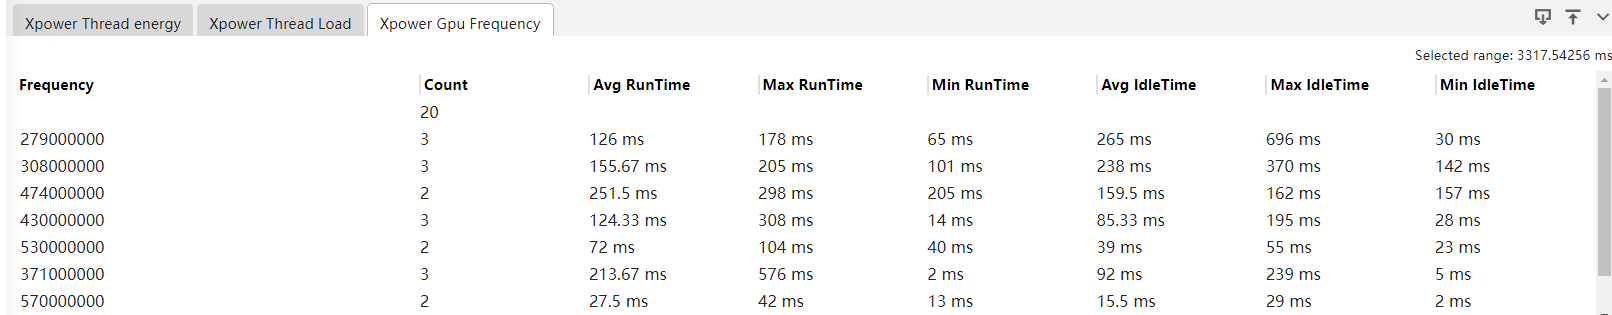 Xpower Thread energy Xpower Thread Load Xpower Gpu Frequency
Selected range: 3317.54256 ms
Frequency Count Avg RunTime Max RunTime Min RunTime Avg IdleTime Max IdleTime Min IdleTime
20
279000000 3 126 ms 178 ms 65 ms 265 ms 696 ms 30 ms
308000000 3 155.67 ms 205 ms 101 ms 238 ms 370 ms 142 ms
474000000 2 251.5 ms 298 ms 205 ms 159.5 ms 162 ms 157 ms
430000000 3 124.33 ms 308 ms 14 ms 85.33 ms 195 ms 28 ms
530000000 2 72 ms 104 ms 40 ms 39 ms 55 ms 23 ms
371000000 3 213.67 ms 576 ms 2 ms 92 ms 239 ms 5 ms
570000000 2 27.5 ms 42 ms 13 ms 15.5 ms 29 ms 2 ms